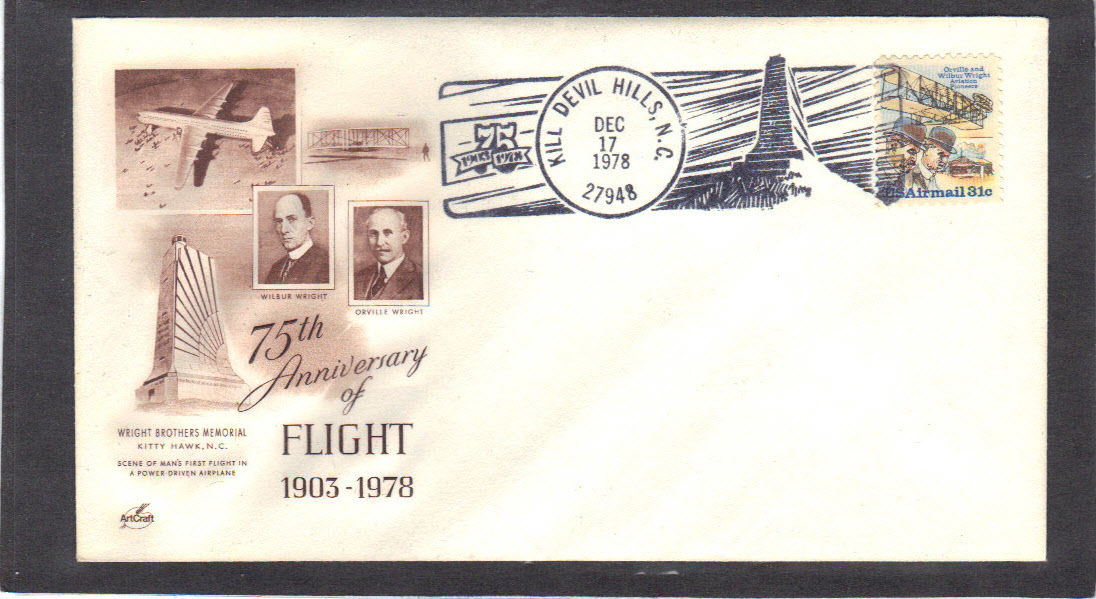 WILBUR WRIGHT
ORVILLE WRIGHT
75th
Anniversary
of
FLIGHT
1903-1978
WRIGHT BROTHERS MEMORIAL
KITTY HAWK, N.C.
SCENE OF MAN'S FIRST FLIGHT IN
A POWER-DRIVEN AIRPLANE
ArtCraft
75
1903 1978
KILL DEVIL HILLS, N.C.
DEC
17
1978
27948
Orville and
Wilbur Wright
Aviation
Pioneers
USAirmail 31c